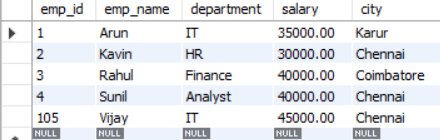 emp_id emp_name department salary city
1 Arun IT 35000.00 Karur
2 Kavin HR 30000.00 Chennai
3 Rahul Finance 40000.00 Coimbatore
4 Sunil Analyst 40000.00 Chennai
105 Vijay IT 45000.00 Chennai
NULL NULL NULL NULL NULL